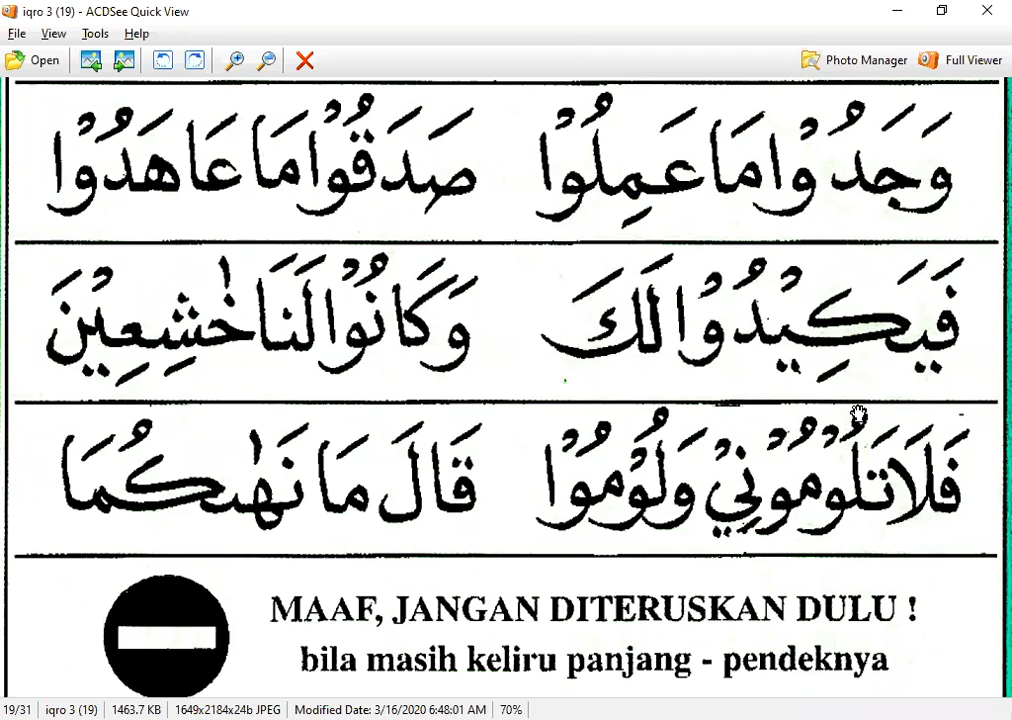 iqro 3 (19) - ACDSee Quick View
File View Tools Help
Open Photo Manager Full Viewer
وَجَدُوْا مَا عَمِلُوْا صَدَقُوْا مَا عَاهَدُوْا
فَيَكِيْدُوْا لَكَ وَكَانُوْا لَنَا خٰشِعِيْنَ
فَلَا تَلُوْمُوْنِيْ وَلُوْمُوْا قَالَ مَا نَهٰىكُمَا
MAAF, JANGAN DITERUSKAN DULU !
bila masih keliru panjang - pendeknya
19/31 iqro 3 (19) 1463.7 KB 1649x2184x24b JPEG Modified Date: 3/16/2020 6:48:01 AM 70%